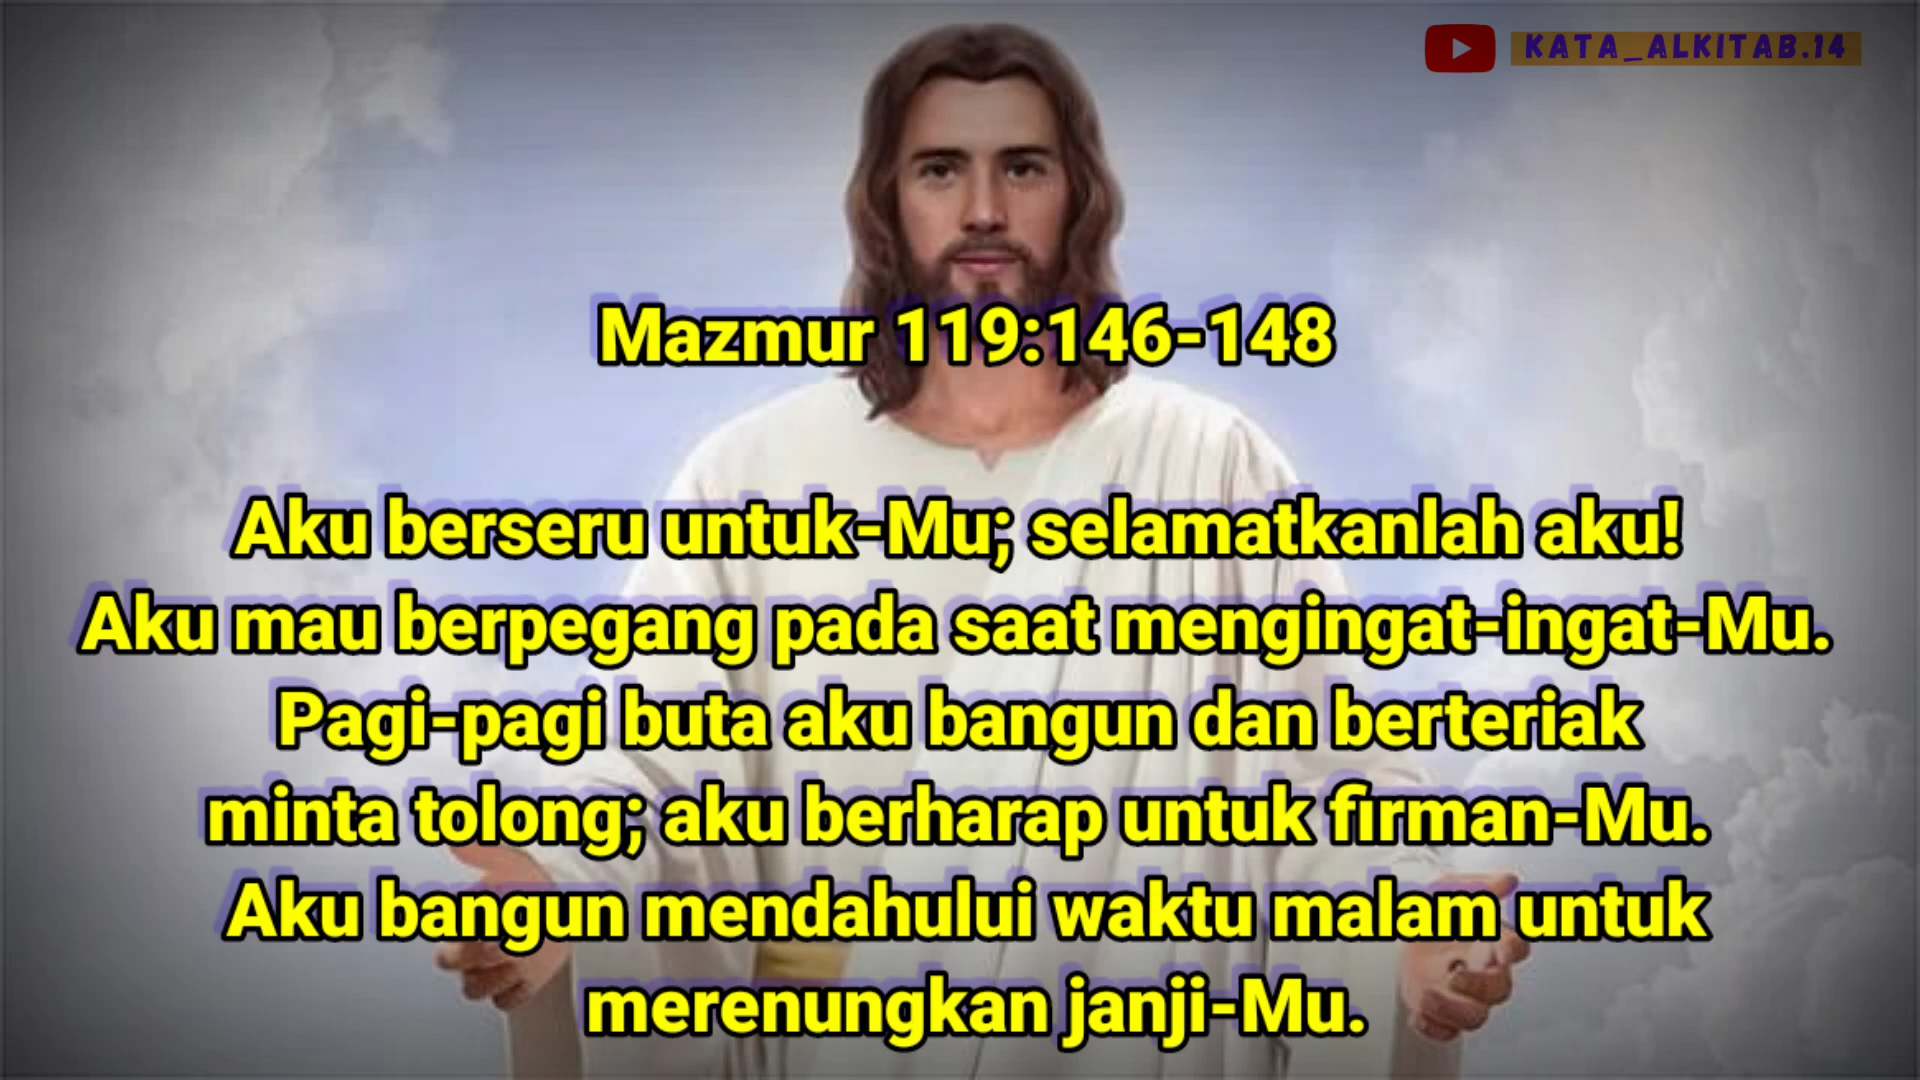 KATA_ALKITAB.14
Mazmur 119:146-148
Aku berseru untuk-Mu; selamatkanlah aku!
Aku mau berpegang pada saat mengingat-ingat-Mu.
Pagi-pagi buta aku bangun dan berteriak
minta tolong; aku berharap untuk firman-Mu.
Aku bangun mendahului waktu malam untuk
merenungkan janji-Mu.